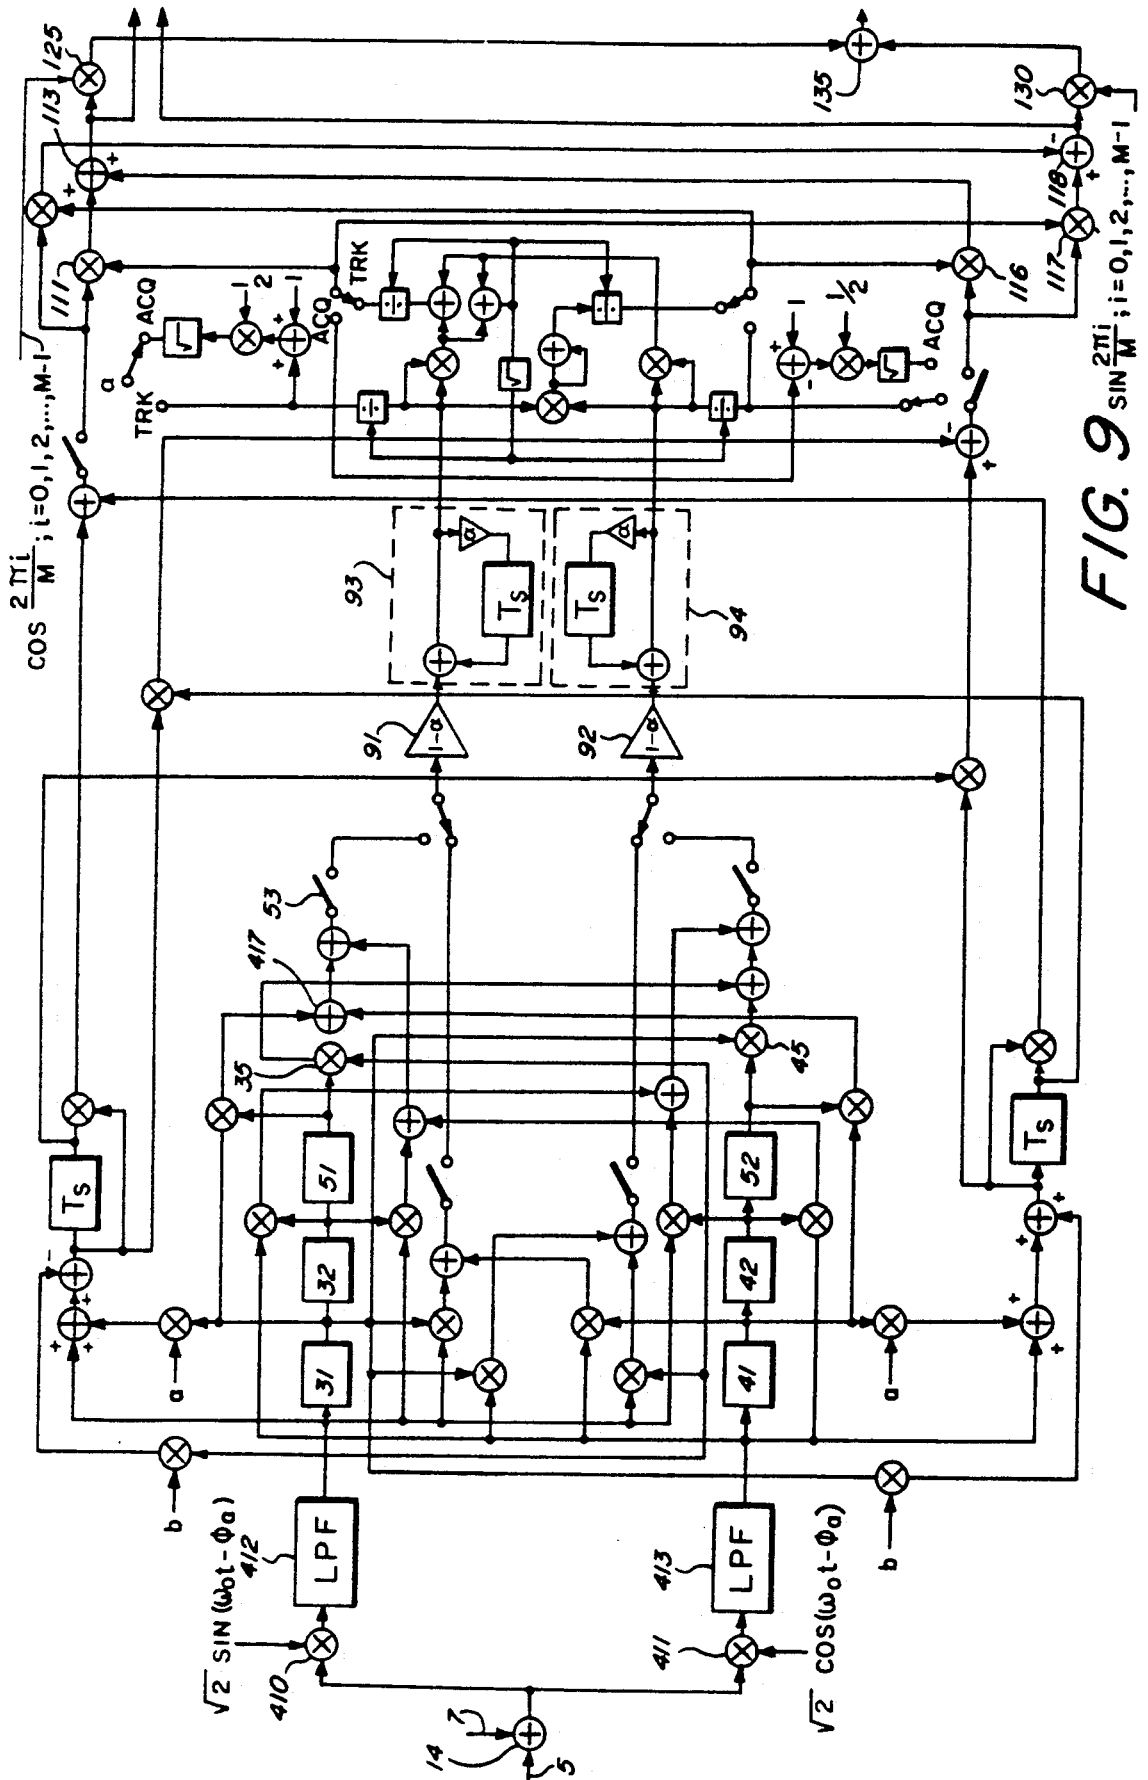 COS 2πi/M ; i=0,1,2,...,M-1
125
113
111
a
ACQ
TRK
√
1
2
1
ACQ
TRK
÷
÷
÷
÷
√
135
130
118
117
116
1
1/2
√
ACQ
SIN 2πi/M ; i=0,1,2,...,M-1
93
α
Ts
91
1-α
α
Ts
94
92
1-α
53
417
35
45
Ts
Ts
51
52
32
42
31
41
a
a
b
b
√2 SIN (ω0t-Φa)
412
LPF
410
413
LPF
411
√2 COS(ω0t-Φa)
7
14
5
FIG. 9